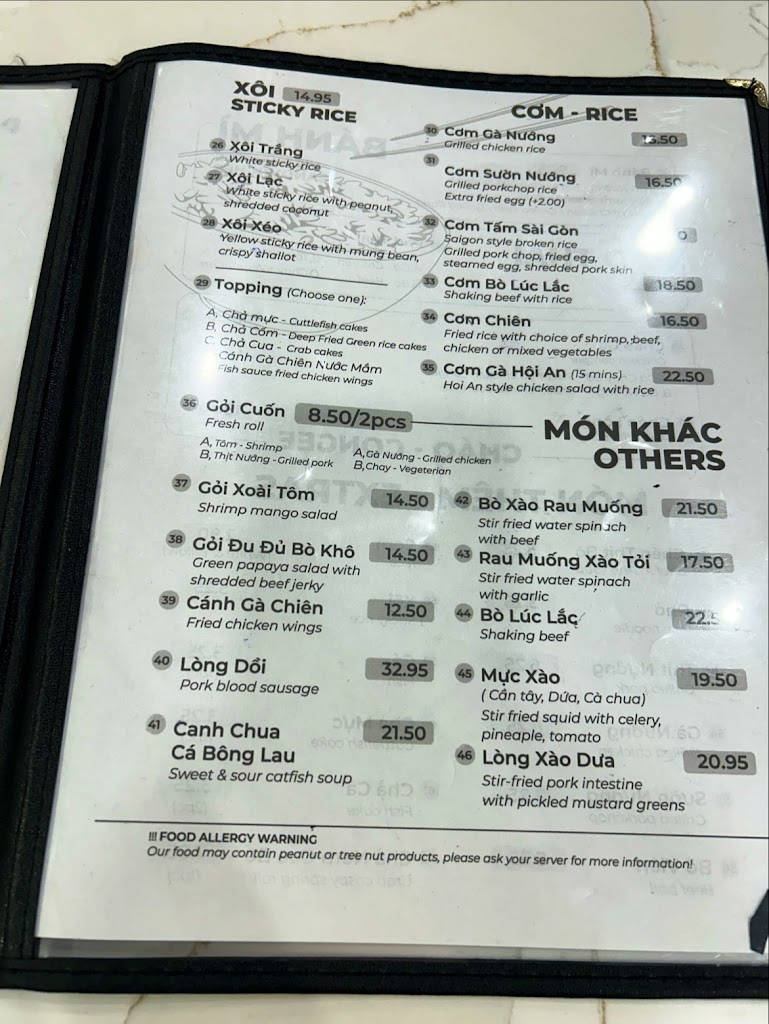 XÔI 14.95
STICKY RICE
26 Xôi Trắng
White sticky rice
27 Xôi Lạc
White sticky rice with peanut,
shredded coconut
28 Xôi Xéo
Yellow sticky rice with mung bean,
crispy shallot
29 Topping (Choose one):
A, Chả mực - Cuttlefish cakes
B, Chả Cốm - Deep Fried Green rice cakes
C, Chả Cua - Crab cakes
Cánh Gà Chiên Nước Mắm
Fish sauce fried chicken wings
CƠM - RICE
30 Cơm Gà Nướng
Grilled chicken rice
31
Cơm Sườn Nướng 16.50
Grilled porkchop rice
Extra fried egg (+2.00)
32 Cơm Tấm Sài Gòn
Saigon style broken rice
Grilled pork chop, fried egg,
steamed egg, shredded pork skin
33 Cơm Bò Lúc Lắc 18.50
Shaking beef with rice
34 Cơm Chiên 16.50
Fried rice with choice of shrimp, beef,
chicken or mixed vegetables
35 Cơm Gà Hội An (15 mins) 22.50
Hoi An style chicken salad with rice
36 Gỏi Cuốn 8.50/2pcs
Fresh roll
A, Tôm - Shrimp
B, Thịt Nướng - Grilled pork
A, Gà Nướng - Grilled chicken
B, Chay - Vegeterian
MÓN KHÁC
OTHERS
37 Gỏi Xoài Tôm 14.50
Shrimp mango salad
38 Gỏi Đu Đủ Bò Khô 14.50
Green papaya salad with
shredded beef jerky
39 Cánh Gà Chiên 12.50
Fried chicken wings
40 Lòng Dồi 32.95
Pork blood sausage
41 Canh Chua 21.50
Cá Bông Lau
Sweet & sour catfish soup
42 Bò Xào Rau Muống 21.50
Stir fried water spinach
with beef
43 Rau Muống Xào Tỏi 17.50
Stir fried water spinach
with garlic
44 Bò Lúc Lắc
Shaking beef
45 Mực Xào 19.50
( Cần tây, Dứa, Cà chua)
Stir fried squid with celery,
pineaple, tomato
46 Lòng Xào Dưa 20.95
Stir-fried pork intestine
with pickled mustard greens
!!! FOOD ALLERGY WARNING
Our food may contain peanut or tree nut products, please ask your server for more information!